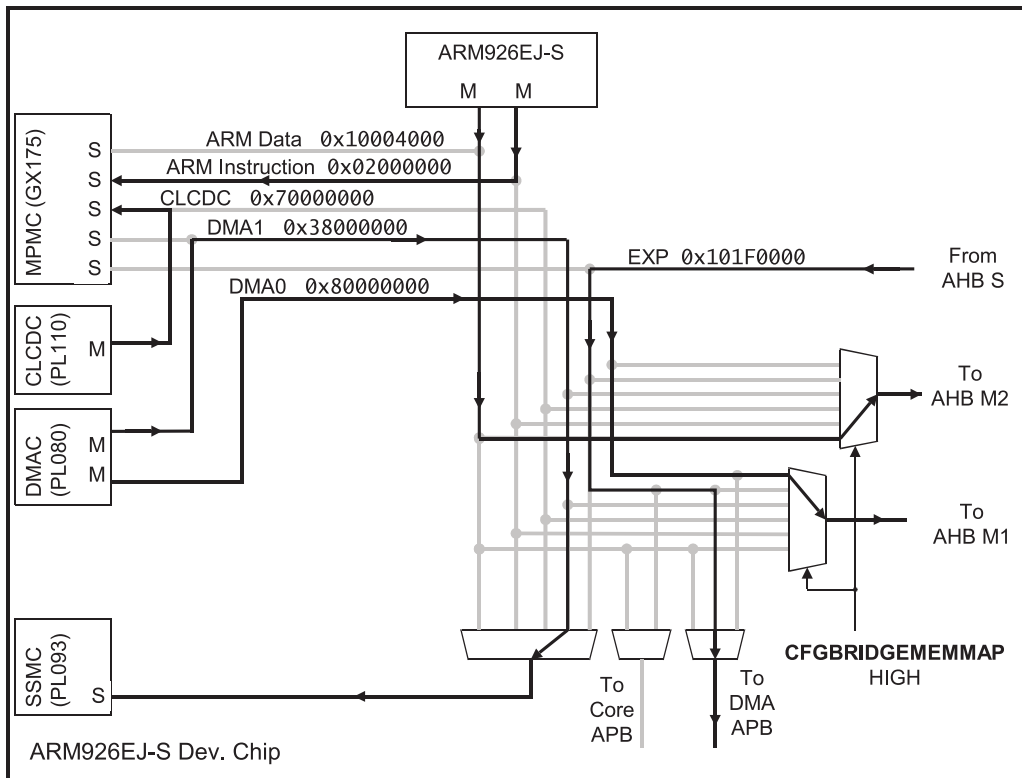 ARM926EJ-S
M M
MPMC (GX175)
S
S
S
S
S
ARM Data 0x10004000
ARM Instruction 0x02000000
CLCDC 0x70000000
DMA1 0x38000000
EXP 0x101F0000
From
AHB S
DMA0 0x80000000
CLCDC
(PL110)
M
To
AHB M2
DMAC
(PL080)
M
M
To
AHB M1
SSMC
(PL093)
S
CFGBRIDGEMEMMAP
HIGH
To
Core
APB
To
DMA
APB
ARM926EJ-S Dev. Chip